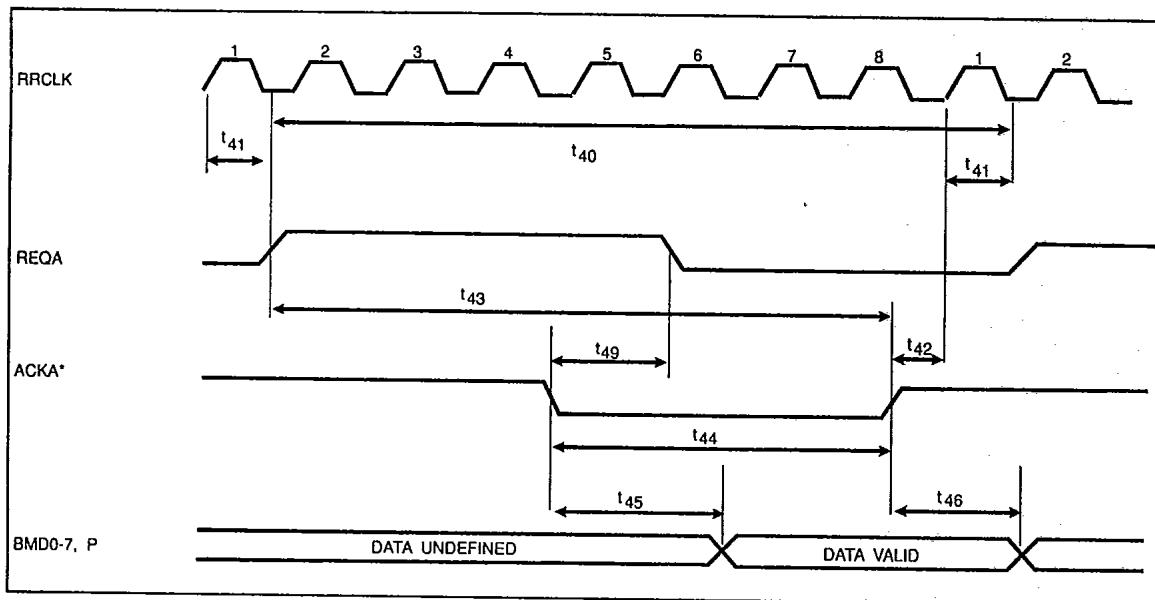 1 2 3 4 5 6 7 8 1 2
RRCLK
t41
t40
t41
REQA
t43
t49
t42
ACKA*
t44
t45
t46
BMD0-7, P
DATA UNDEFINED
DATA VALID